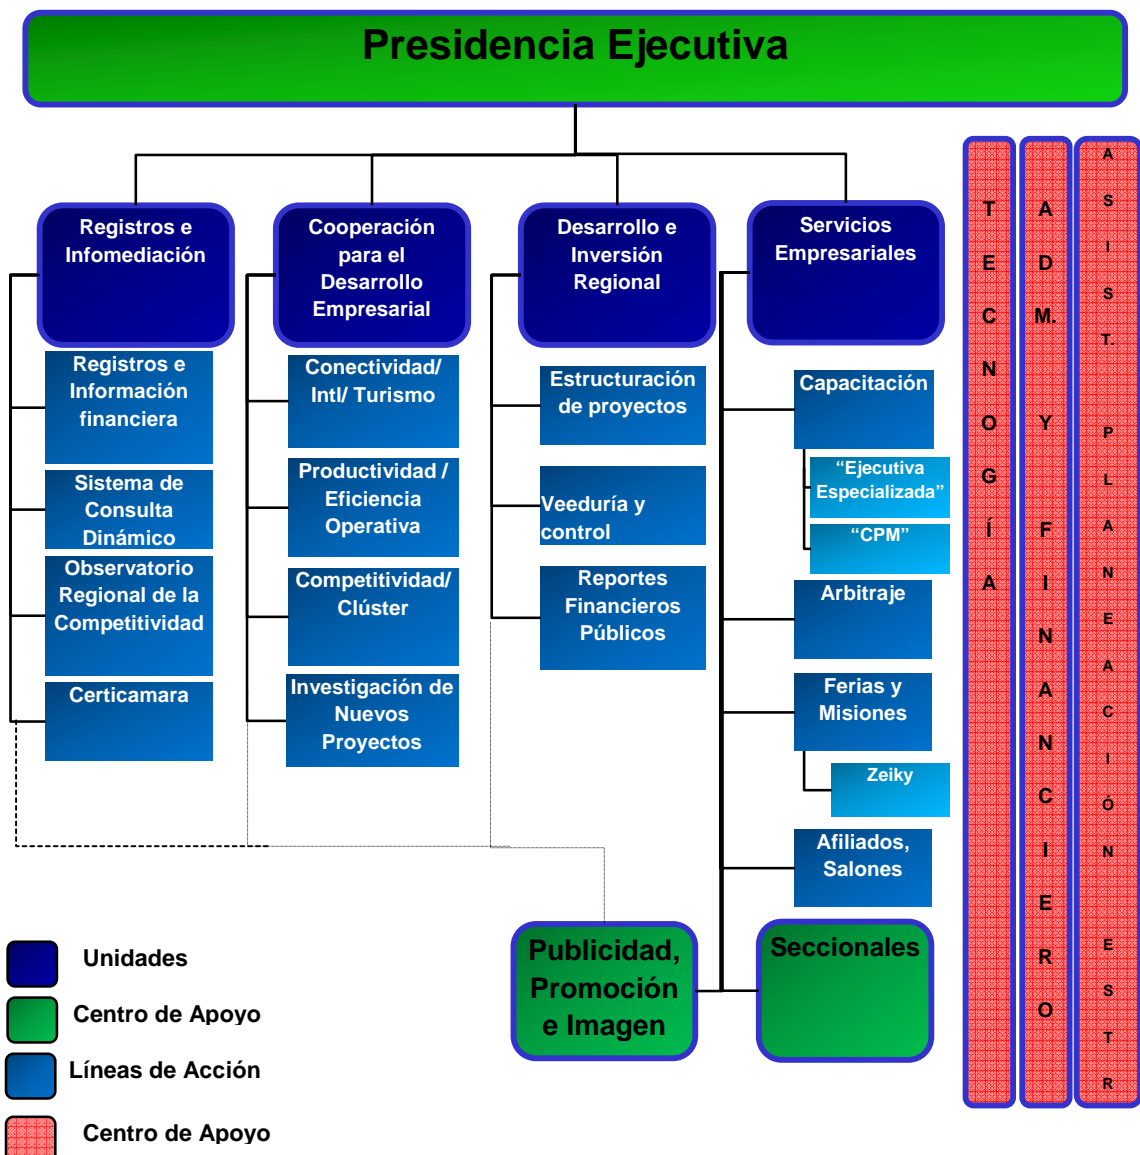 Presidencia Ejecutiva
Registros e
Infomediación
Cooperación
para el
Desarrollo
Empresarial
Desarrollo e
Inversión
Regional
Servicios
Empresariales
Registros e
Información
financiera
Sistema de
Consulta
Dinámico
Observatorio
Regional de la
Competitividad
Certicamara
Conectividad/
Intl/ Turismo
Productividad /
Eficiencia
Operativa
Competitividad/
Clúster
Investigación de
Nuevos
Proyectos
Estructuración
de proyectos
Veeduría y
control
Reportes
Financieros
Públicos
Capacitación
“Ejecutiva
Especializada”
“CPM”
Arbitraje
Ferias y
Misiones
Zeiky
Afiliados,
Salones
Publicidad,
Promoción
e Imagen
Seccionales
TECNOGÍA
ADM. Y FINANCIERO
ASIST. PLANEACIÓN ESTR
Unidades
Centro de Apoyo
Líneas de Acción
Centro de Apoyo